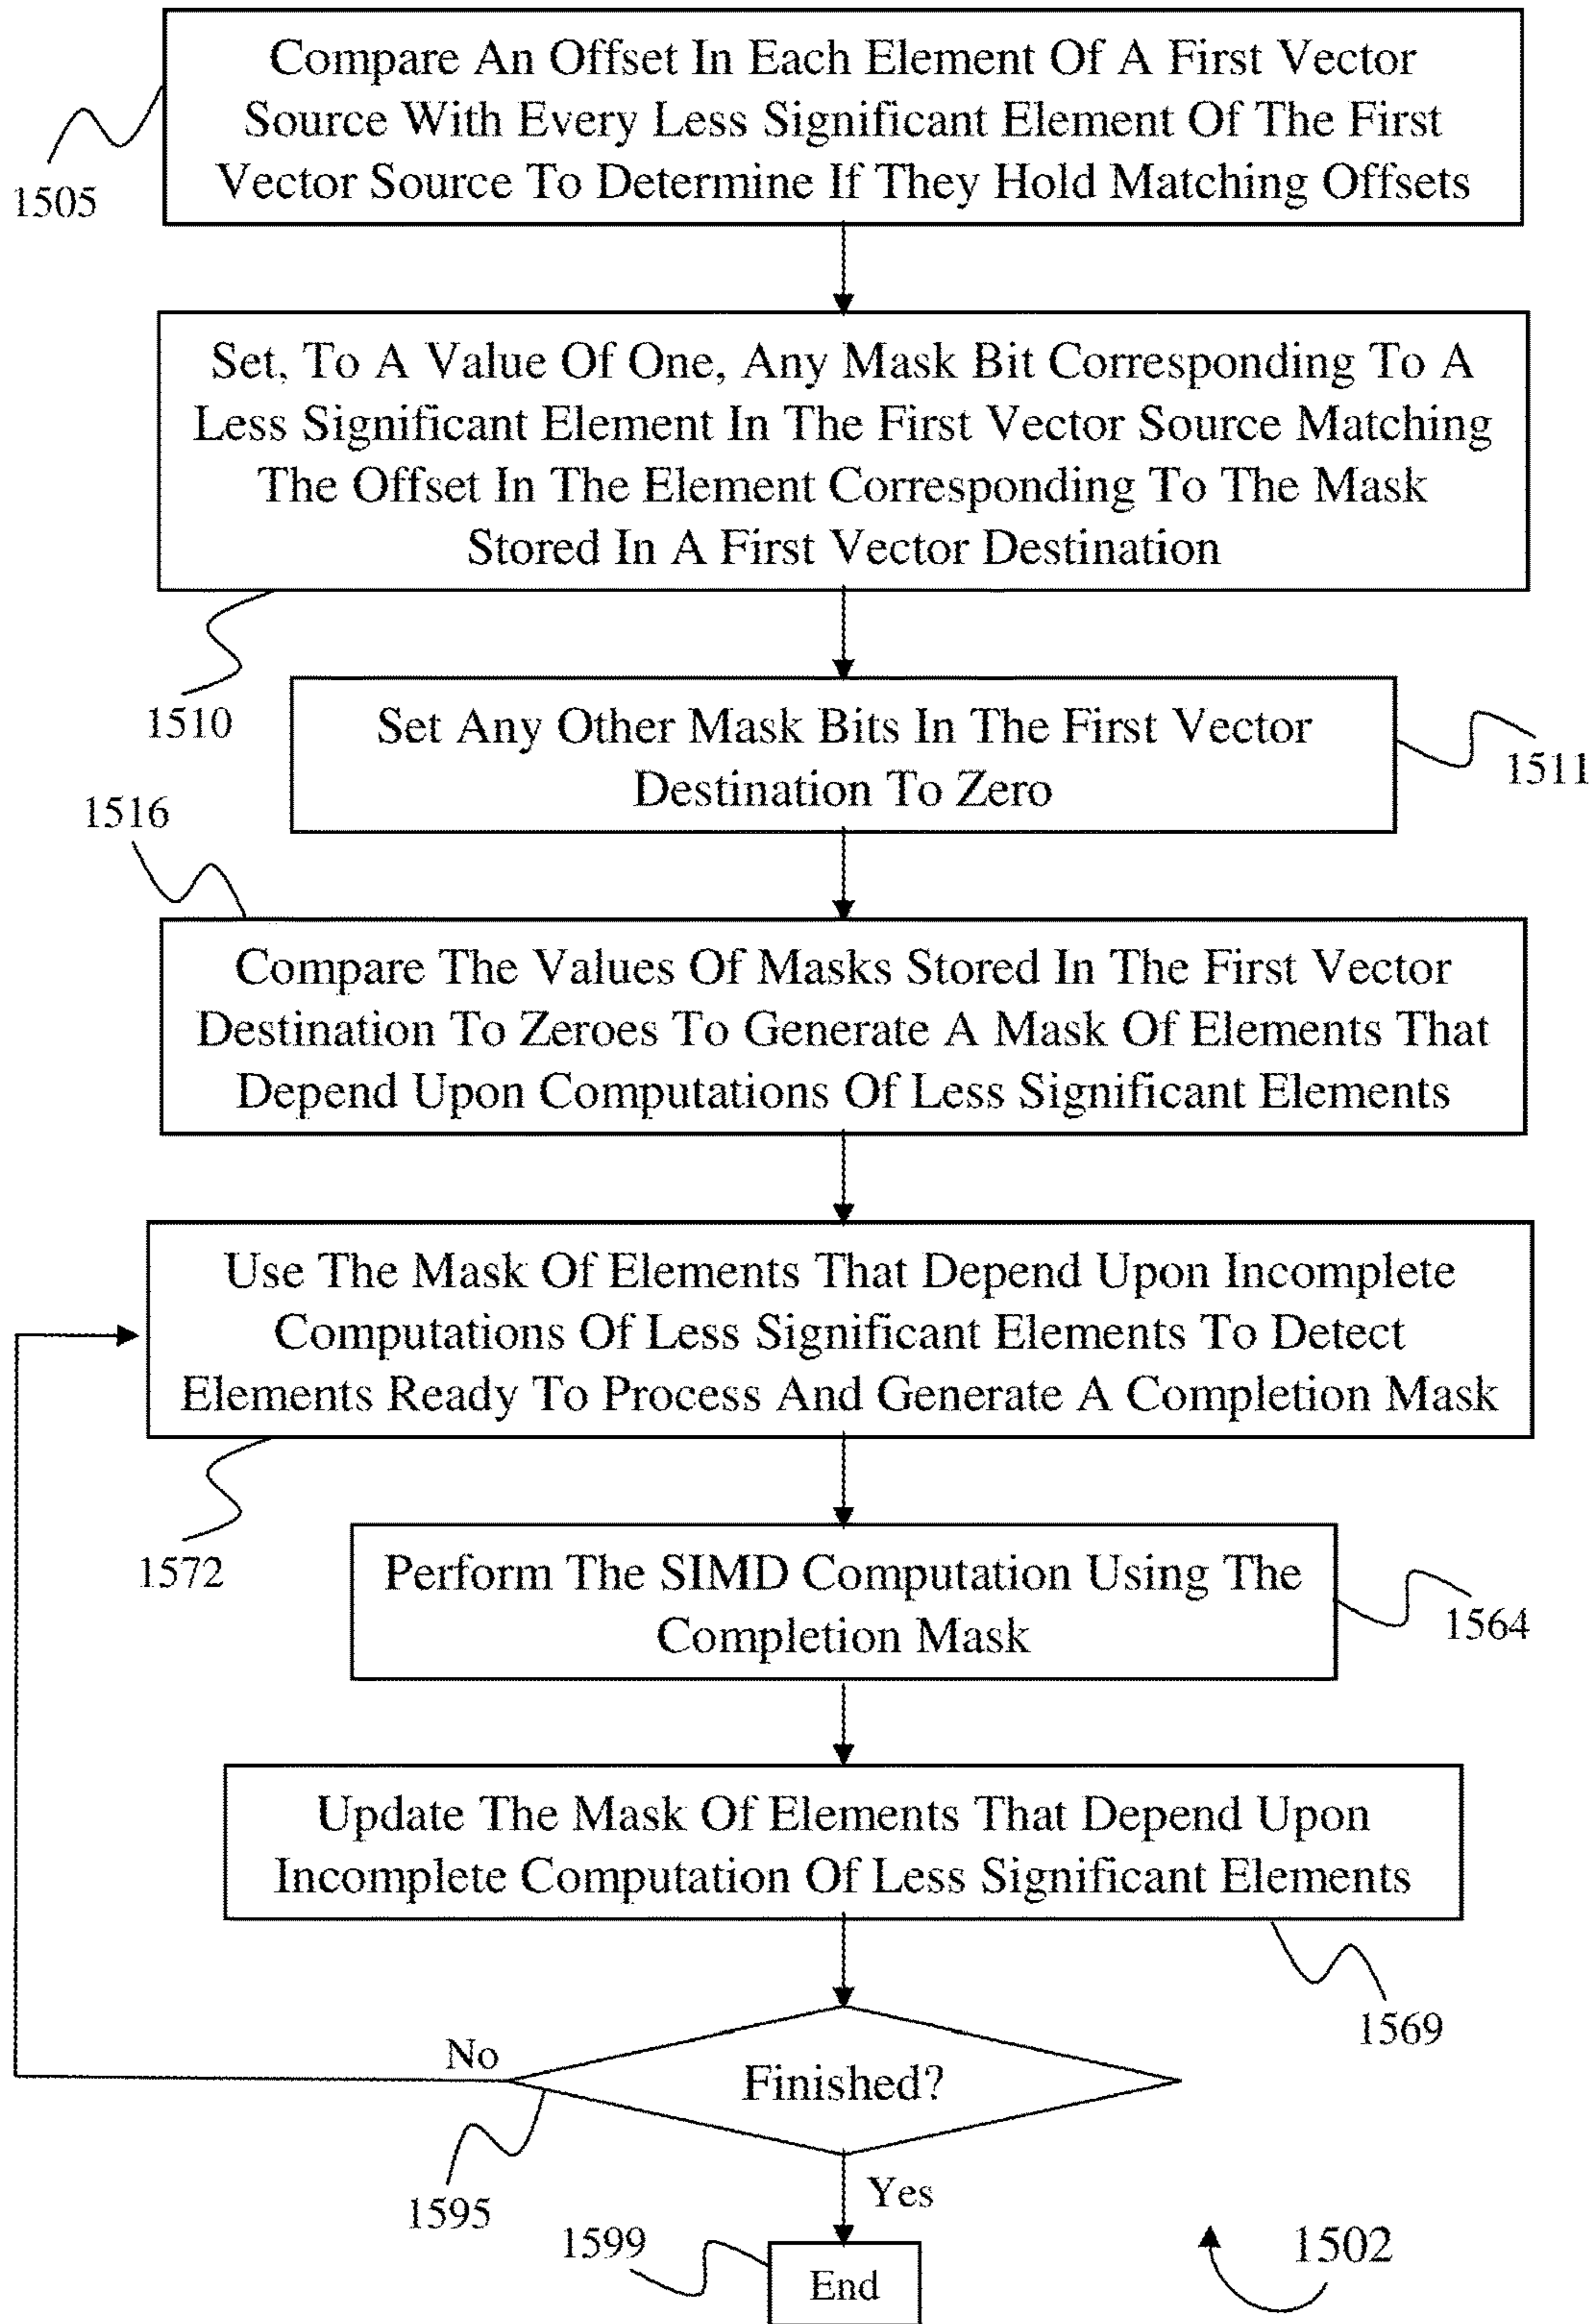 Compare An Offset In Each Element Of A First Vector
Source With Every Less Significant Element Of The First
Vector Source To Determine If They Hold Matching Offsets
1505
Set, To A Value Of One, Any Mask Bit Corresponding To A
Less Significant Element In The First Vector Source Matching
The Offset In The Element Corresponding To The Mask
Stored In A First Vector Destination
1510
Set Any Other Mask Bits In The First Vector
Destination To Zero
1511
1516
Compare The Values Of Masks Stored In The First Vector
Destination To Zeroes To Generate A Mask Of Elements That
Depend Upon Computations Of Less Significant Elements
Use The Mask Of Elements That Depend Upon Incomplete
Computations Of Less Significant Elements To Detect
Elements Ready To Process And Generate A Completion Mask
1572
Perform The SIMD Computation Using The
Completion Mask
1564
Update The Mask Of Elements That Depend Upon
Incomplete Computation Of Less Significant Elements
1569
No
Finished?
1595
Yes
1599
End
1502